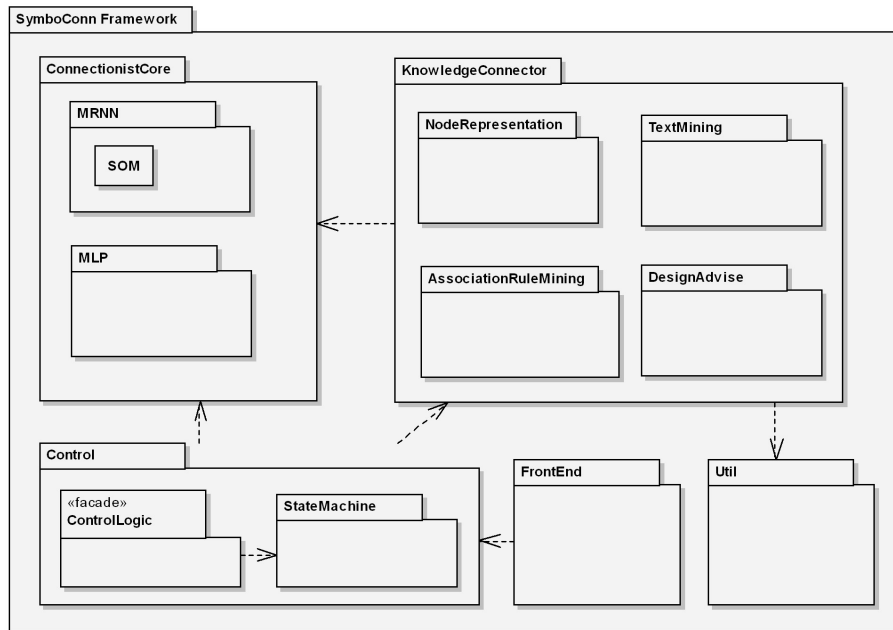 SymboConn Framework
ConnectionistCore
KnowledgeConnector
MRNN
SOM
NodeRepresentation
TextMining
MLP
AssociationRuleMining
DesignAdvise
Control
FrontEnd
Util
«facade»
ControlLogic
StateMachine